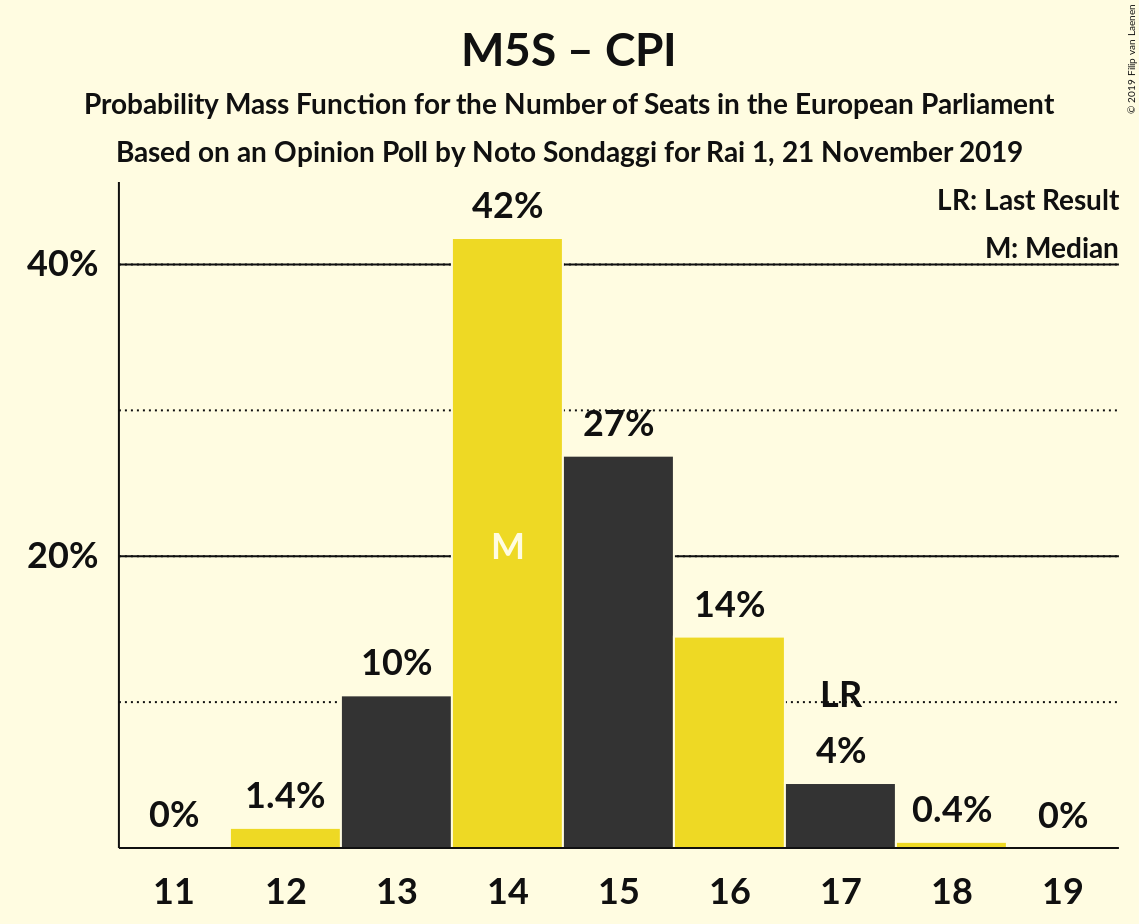 M5S – CPI
Probability Mass Function for the Number of Seats in the European Parliament
Based on an Opinion Poll by Noto Sondaggi for Rai 1, 21 November 2019
© 2019 Filip van Laenen
LR: Last Result
M: Median
40%
20%
0%
1.4%
10%
42%
M
27%
14%
LR
4%
0.4%
0%
11 12 13 14 15 16 17 18 19